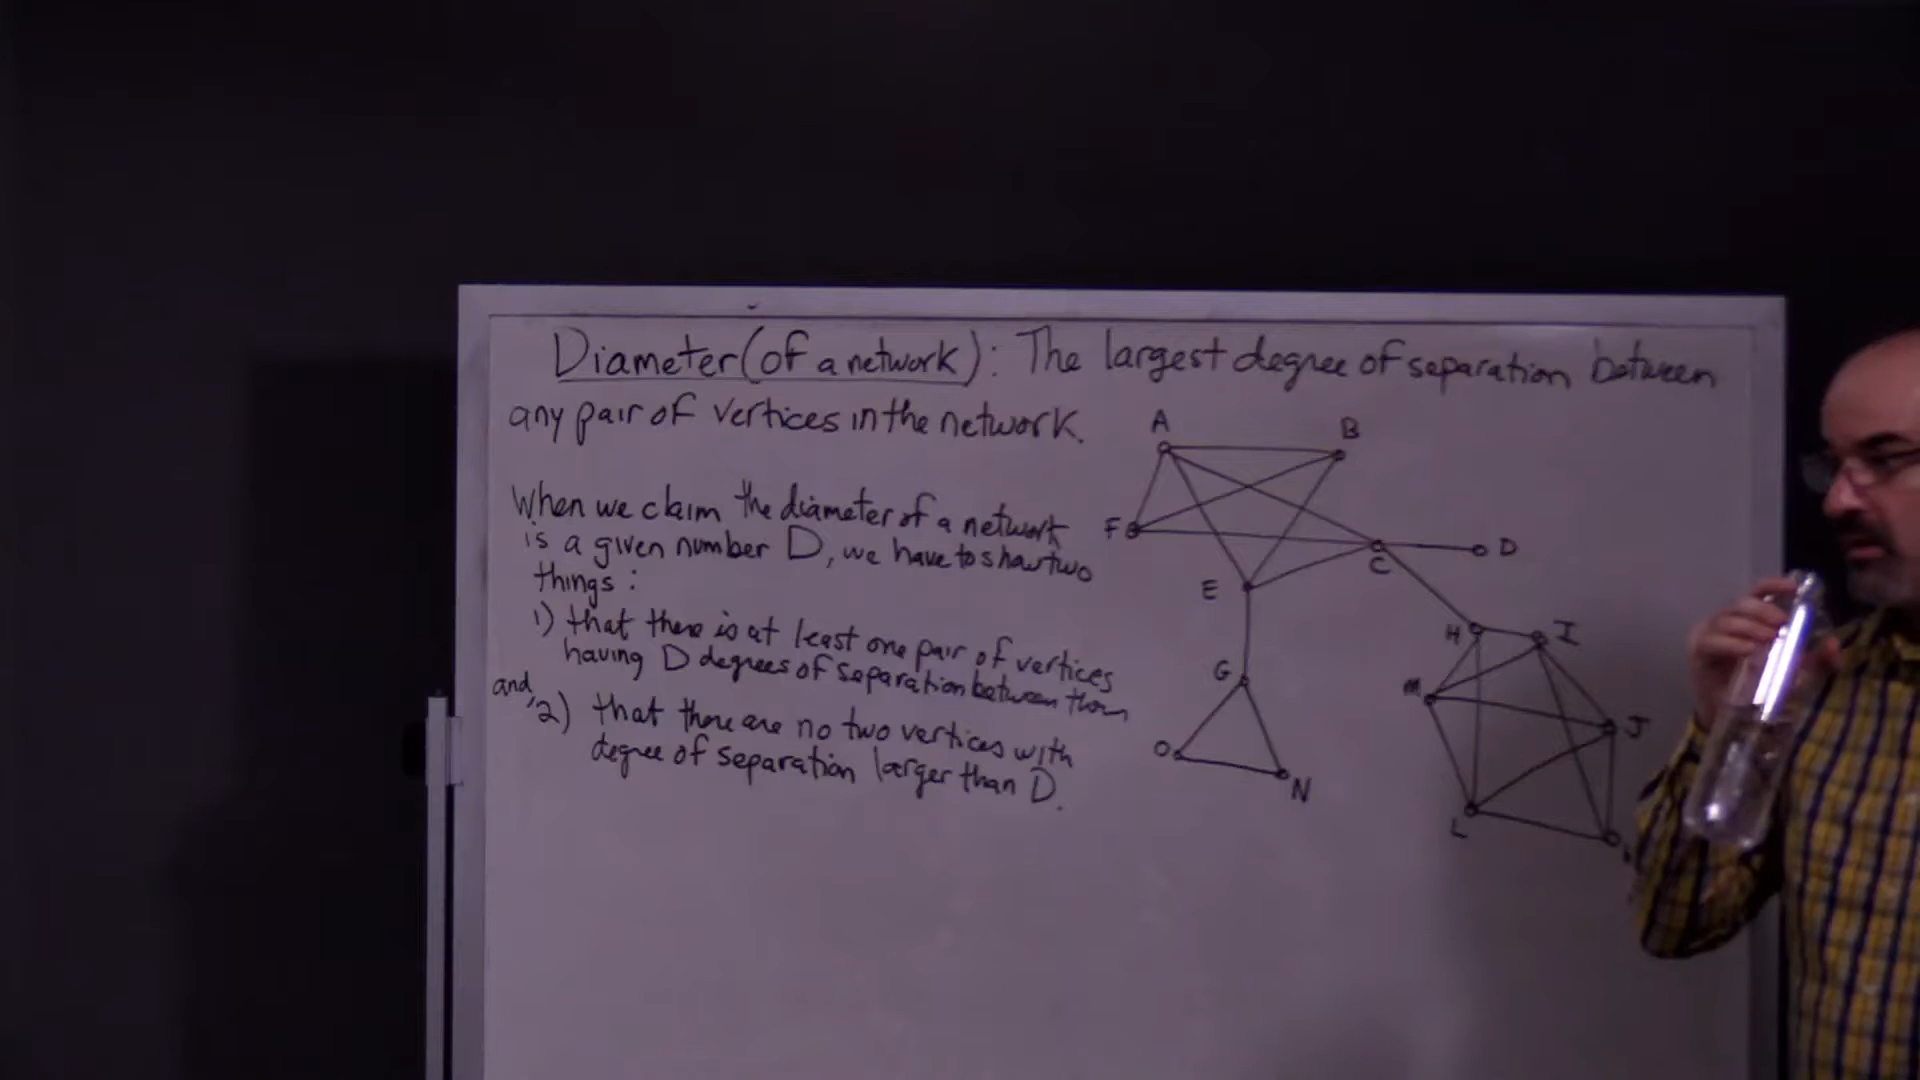 Diameter (of a network): The largest degree of separation between
any pair of vertices in the network.
When we claim the diameter of a network
is a given number D, we have to show two
things:
1) that there is at least one pair of vertices
having D degrees of separation between them
and
2) that there are no two vertices with
degree of separation larger than D.
A
B
F
D
C
E
H
I
G
M
J
O
N
L